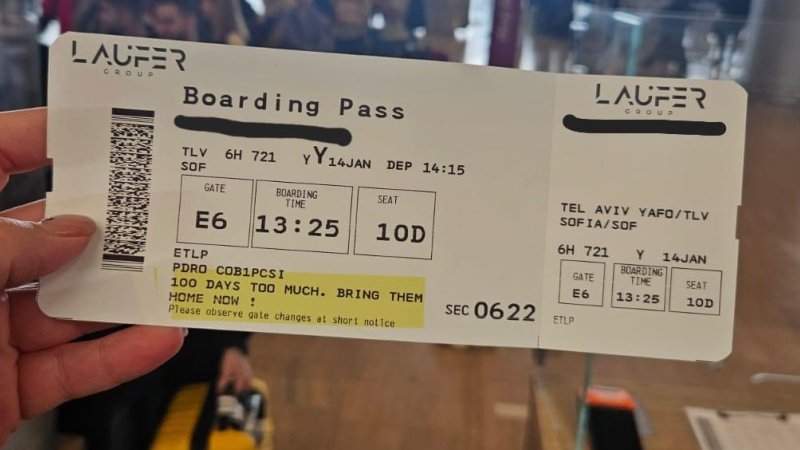 LAUFER
GROUP
Boarding Pass
TLV 6H 721 Y Y 14JAN DEP 14:15
SOF
GATE
E6
BOARDING
TIME
13:25
SEAT
10D
ETLP
PDRO COB1PCSI
100 DAYS TOO MUCH. BRING THEM
HOME NOW !
Please observe gate changes at short notice
SEC 0622
LAUFER
GROUP
TEL AVIV YAFO/TLV
SOFIA/SOF
6H 721 Y 14JAN
GATE
E6
BOARDING
TIME
13:25
SEAT
10D
ETLP